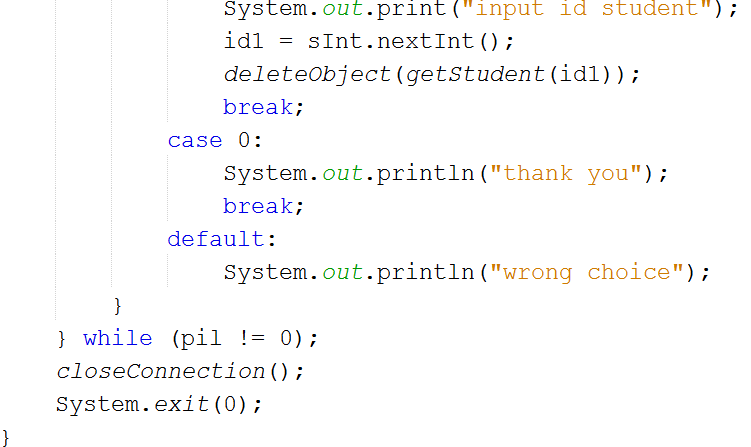 System.out.print("input id student");
id1 = sInt.nextInt();
deleteObject(getStudent(id1));
break;
case 0:
System.out.println("thank you");
break;
default:
System.out.println("wrong choice");
}
} while (pil != 0);
closeConnection();
System.exit(0);
}